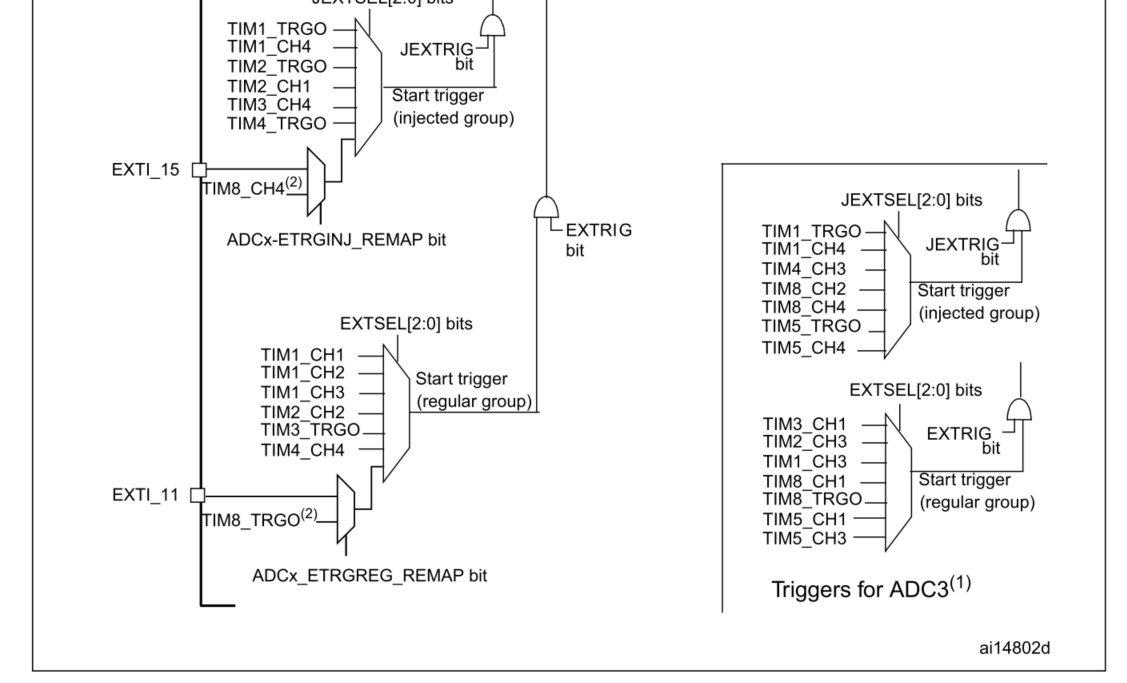 JEXTSEL[2:0] bits
TIM1_TRGO
TIM1_CH4
TIM2_TRGO
TIM2_CH1
TIM3_CH4
TIM4_TRGO
JEXTRIG
bit
Start trigger
(injected group)
EXTI_15
TIM8_CH4(2)
ADCx-ETRGINJ_REMAP bit
EXTRIG
bit
EXTSEL[2:0] bits
TIM1_CH1
TIM1_CH2
TIM1_CH3
TIM2_CH2
TIM3_TRGO
TIM4_CH4
Start trigger
(regular group)
EXTI_11
TIM8_TRGO(2)
ADCx_ETRGREG_REMAP bit
JEXTSEL[2:0] bits
TIM1_TRGO
TIM1_CH4
TIM4_CH3
TIM8_CH2
TIM8_CH4
TIM5_TRGO
TIM5_CH4
JEXTRIG
bit
Start trigger
(injected group)
EXTSEL[2:0] bits
TIM3_CH1
TIM2_CH3
TIM1_CH3
TIM8_CH1
TIM8_TRGO
TIM5_CH1
TIM5_CH3
EXTRIG
bit
Start trigger
(regular group)
Triggers for ADC3(1)
ai14802d